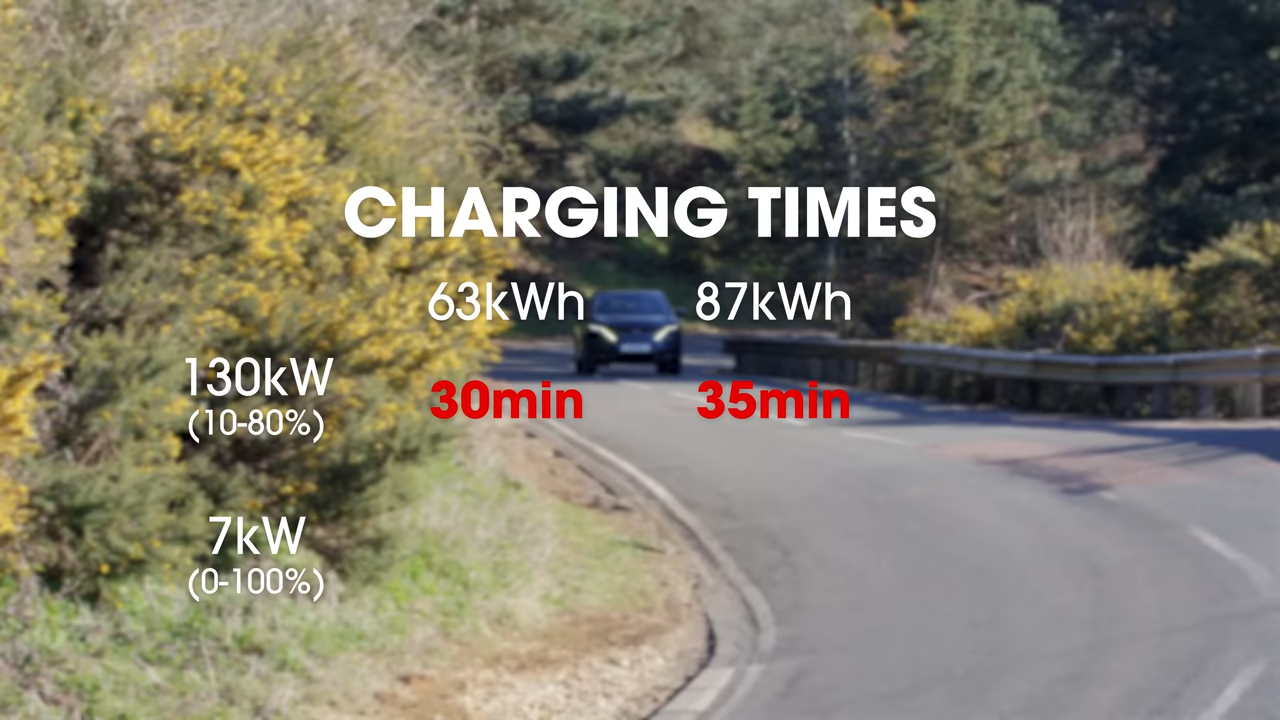 CHARGING TIMES
63kWh 87kWh
130kW
(10-80%)
30min 35min
7kW
(0-100%)